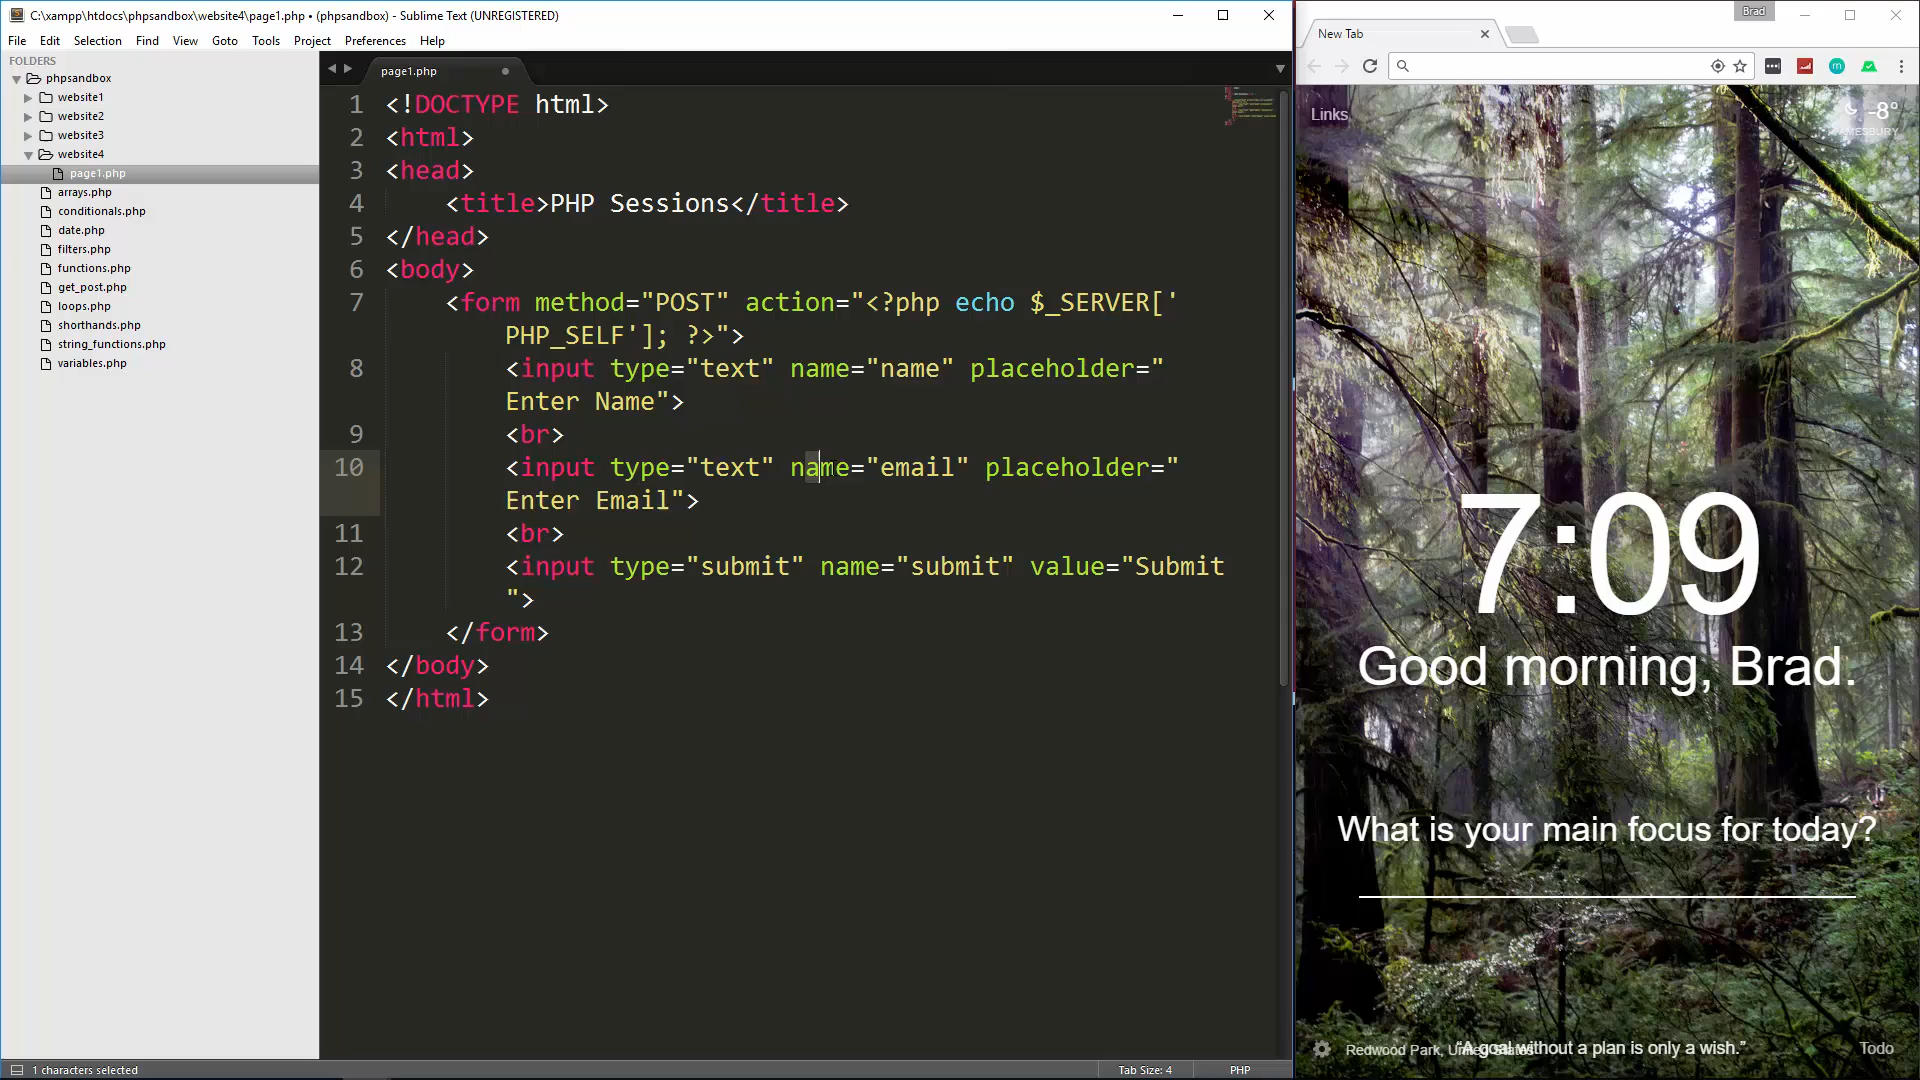 C:\xampp\htdocs\phpsandbox\website4\page1.php • (phpsandbox) - Sublime Text (UNREGISTERED)
File Edit Selection Find View Goto Tools Project Preferences Help
FOLDERS
phpsandbox
website1
website2
website3
website4
page1.php
arrays.php
conditionals.php
date.php
filters.php
functions.php
get_post.php
loops.php
shorthands.php
string_functions.php
variables.php
page1.php
1 <!DOCTYPE html>
2 <html>
3 <head>
4 <title>PHP Sessions</title>
5 </head>
6 <body>
7 <form method="POST" action="<?php echo $_SERVER['
PHP_SELF']; ?>">
8 <input type="text" name="name" placeholder="
Enter Name">
9 <br>
10 <input type="text" name="email" placeholder="
Enter Email">
11 <br>
12 <input type="submit" name="submit" value="Submit
">
13 </form>
14 </body>
15 </html>
1 characters selected
Tab Size: 4
PHP
Brad
New Tab
Links
-8°
7:09
Good morning, Brad.
What is your main focus for today?
Redwood Park, United States
“A goal without a plan is only a wish.”
Todo